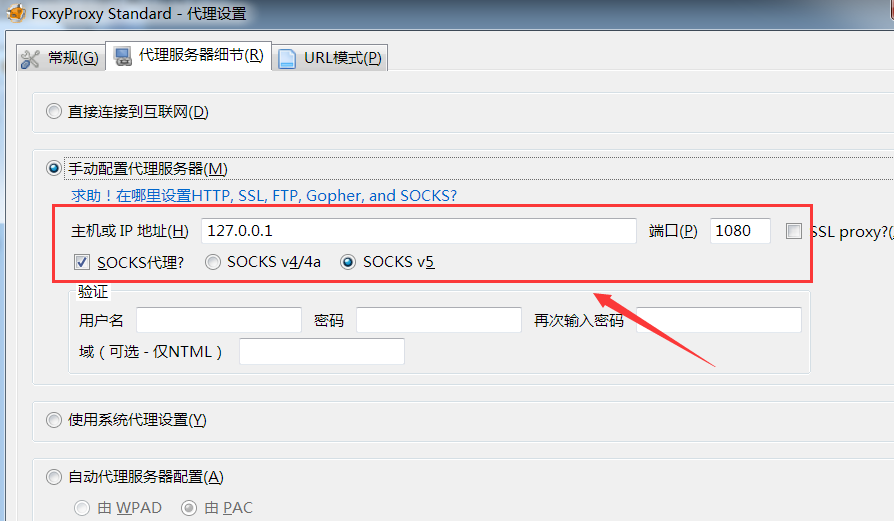 FoxyProxy Standard - 代理设置
常规(G) 代理服务器细节(R) URL模式(P)
直接连接到互联网(D)
手动配置代理服务器(M)
求助！在哪里设置HTTP, SSL, FTP, Gopher, and SOCKS?
主机或 IP 地址(H) 127.0.0.1 端口(P) 1080 SSL proxy?(
SOCKS代理? SOCKS v4/4a SOCKS v5
验证
用户名 密码 再次输入密码
域（可选 - 仅NTML）
使用系统代理设置(Y)
自动代理服务器配置(A)
由 WPAD 由 PAC